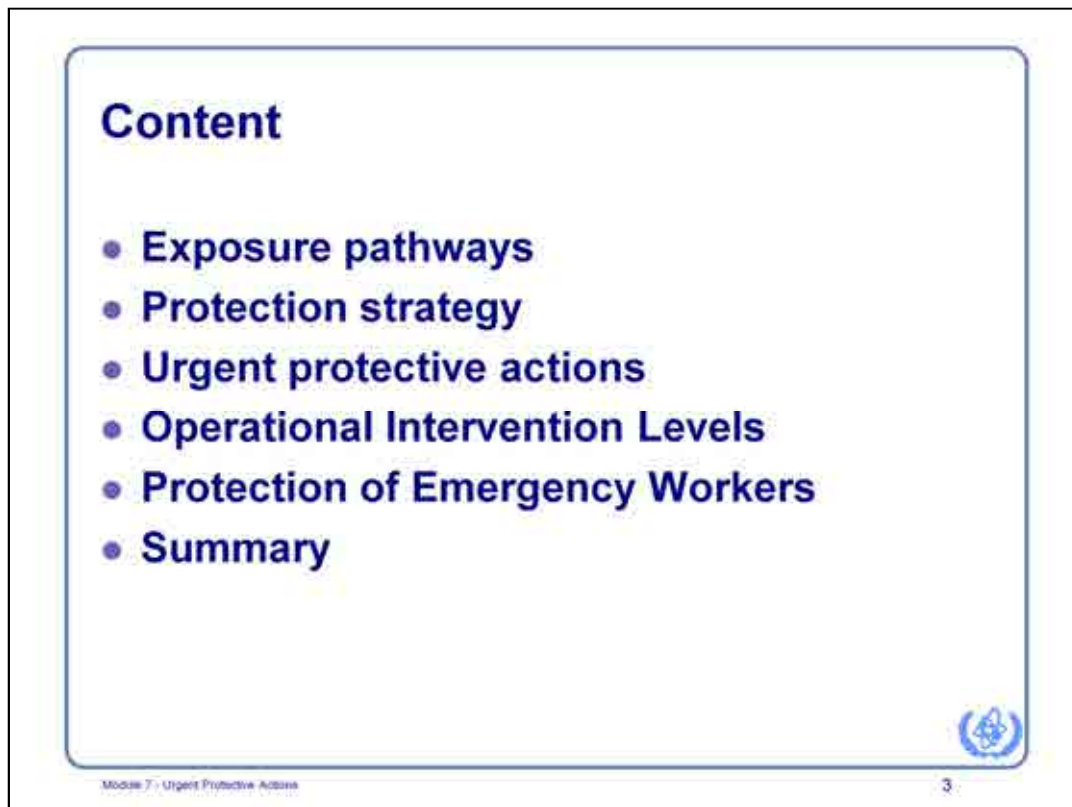 Content
Exposure pathways
Protection strategy
Urgent protective actions
Operational Intervention Levels
Protection of Emergency Workers
Summary
Module 7 - Urgent Protective Actions
3